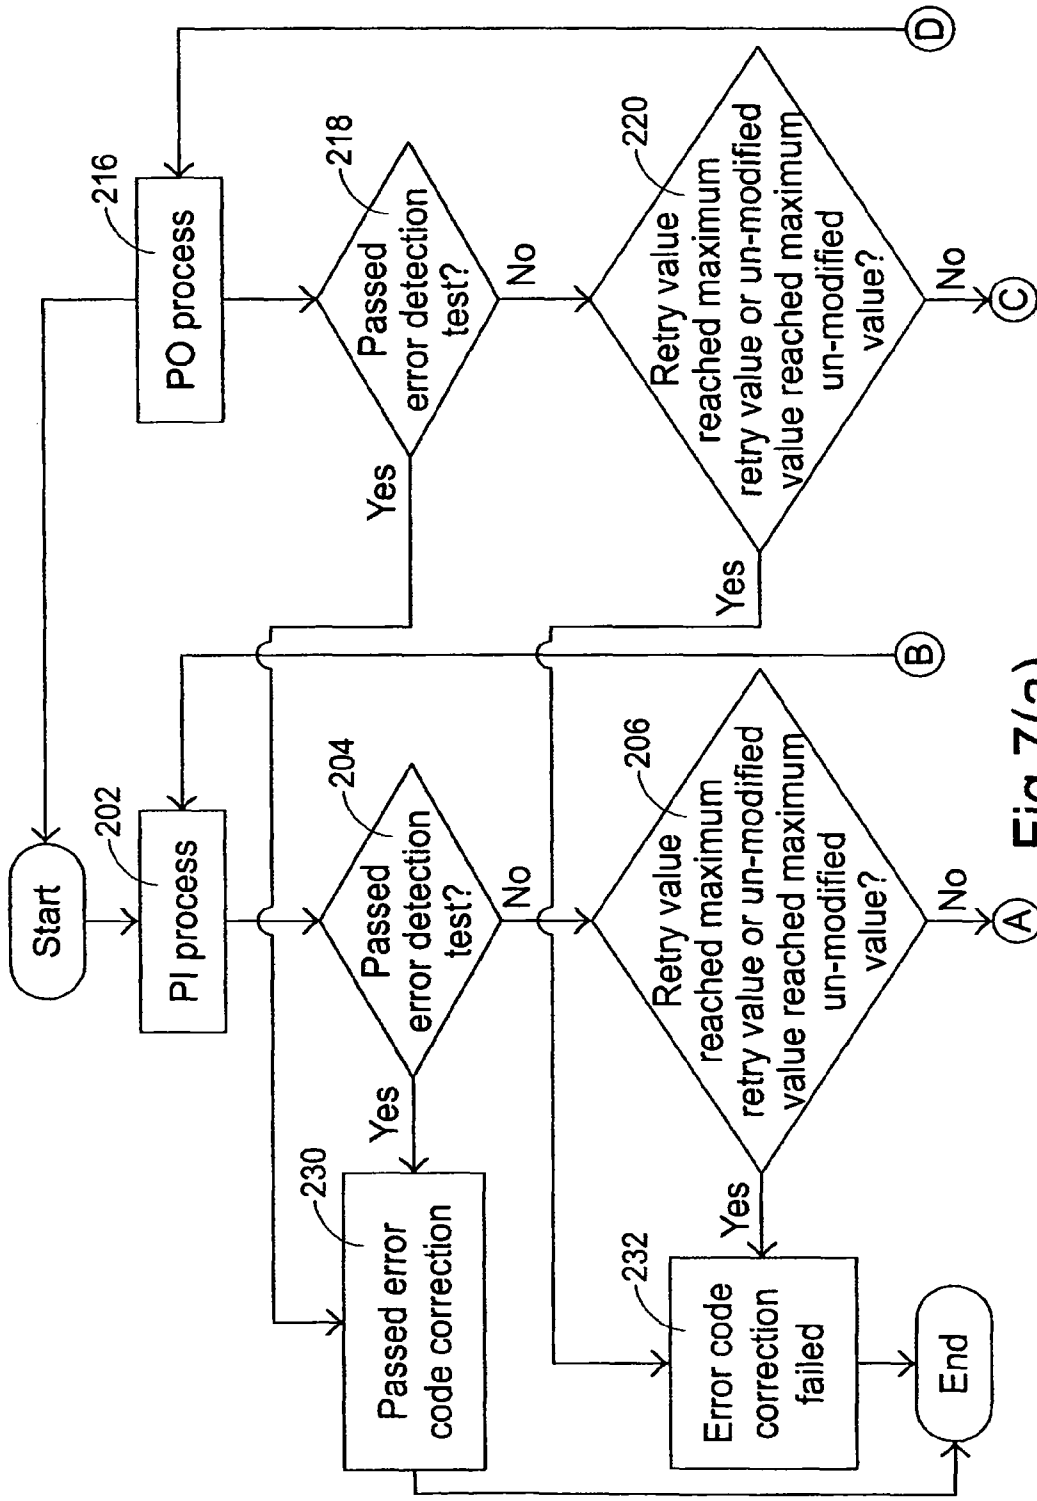 Start
202
PI process
204
Passed
error detection
test?
Yes
No
230
Passed error
code correction
206
Retry value
reached maximum
retry value or un-modified
value reached maximum
un-modified
value?
Yes
No
232
Error code
correction
failed
End
A
B
216
PO process
218
Passed
error detection
test?
Yes
No
220
Retry value
reached maximum
retry value or un-modified
value reached maximum
un-modified
value?
Yes
No
C
D
Fig.7(a)